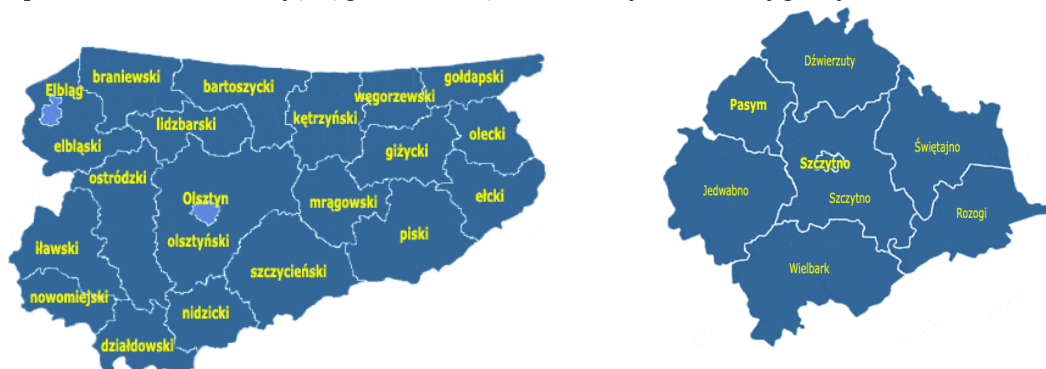 braniewski
bartoszycki
gołdapski
Elbląg
węgorzewski
kętrzyński
lidzbarski
olecki
elbląski
giżycki
ostródzki
Olsztyn
mrągowski
ełcki
olsztyński
piski
iławski
szczycieński
nowomiejski
nidzicki
działdowski
Dźwierzuty
Pasym
Świętajno
Szczytno
Jedwabno
Szczytno
Rozogi
Wielbark